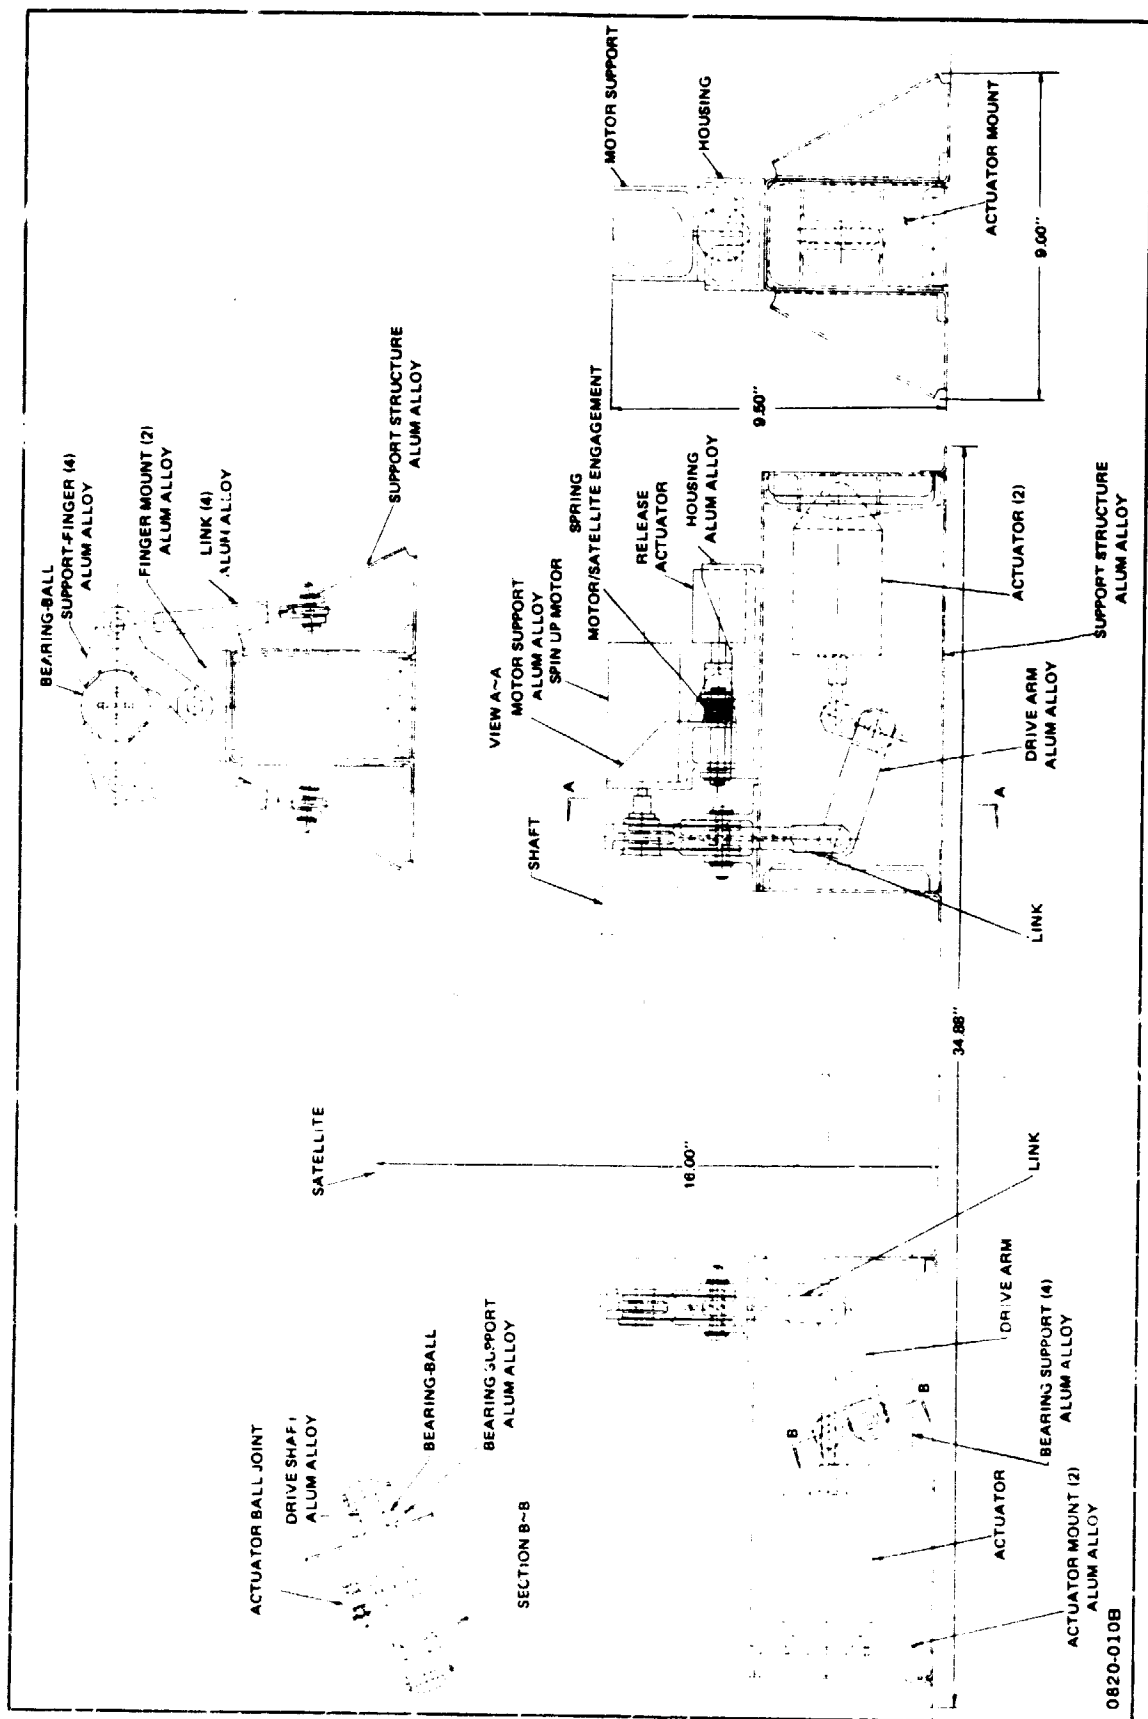 BEARING-BALL
SUPPORT-FINGER (4)
ALUM ALLOY
FINGER MOUNT (2)
ALUM ALLOY
LINK (4)
ALUM ALLOY
SUPPORT STRUCTURE
ALUM ALLOY
SATELLITE
ACTUATOR BALL JOINT
DRIVE SHAFT
ALUM ALLOY
BEARING-BALL
BEARING SUPPORT
ALUM ALLOY
SECTION B~B
SHAFT
VIEW A~A
MOTOR SUPPORT
ALUM ALLOY
SPIN UP MOTOR
SPRING
MOTOR/SATELLITE ENGAGEMENT
RELEASE
ACTUATOR
HOUSING
ALUM ALLOY
MOTOR SUPPORT
HOUSING
A
A
B
B
16.00"
9.50"
9.00"
34.88"
ACTUATOR MOUNT
ACTUATOR MOUNT (2)
ALUM ALLOY
ACTUATOR
BEARING SUPPORT (4)
ALUM ALLOY
DRIVE ARM
LINK
LINK
DRIVE ARM
ALUM ALLOY
ACTUATOR (2)
SUPPORT STRUCTURE
ALUM ALLOY
0820-010B